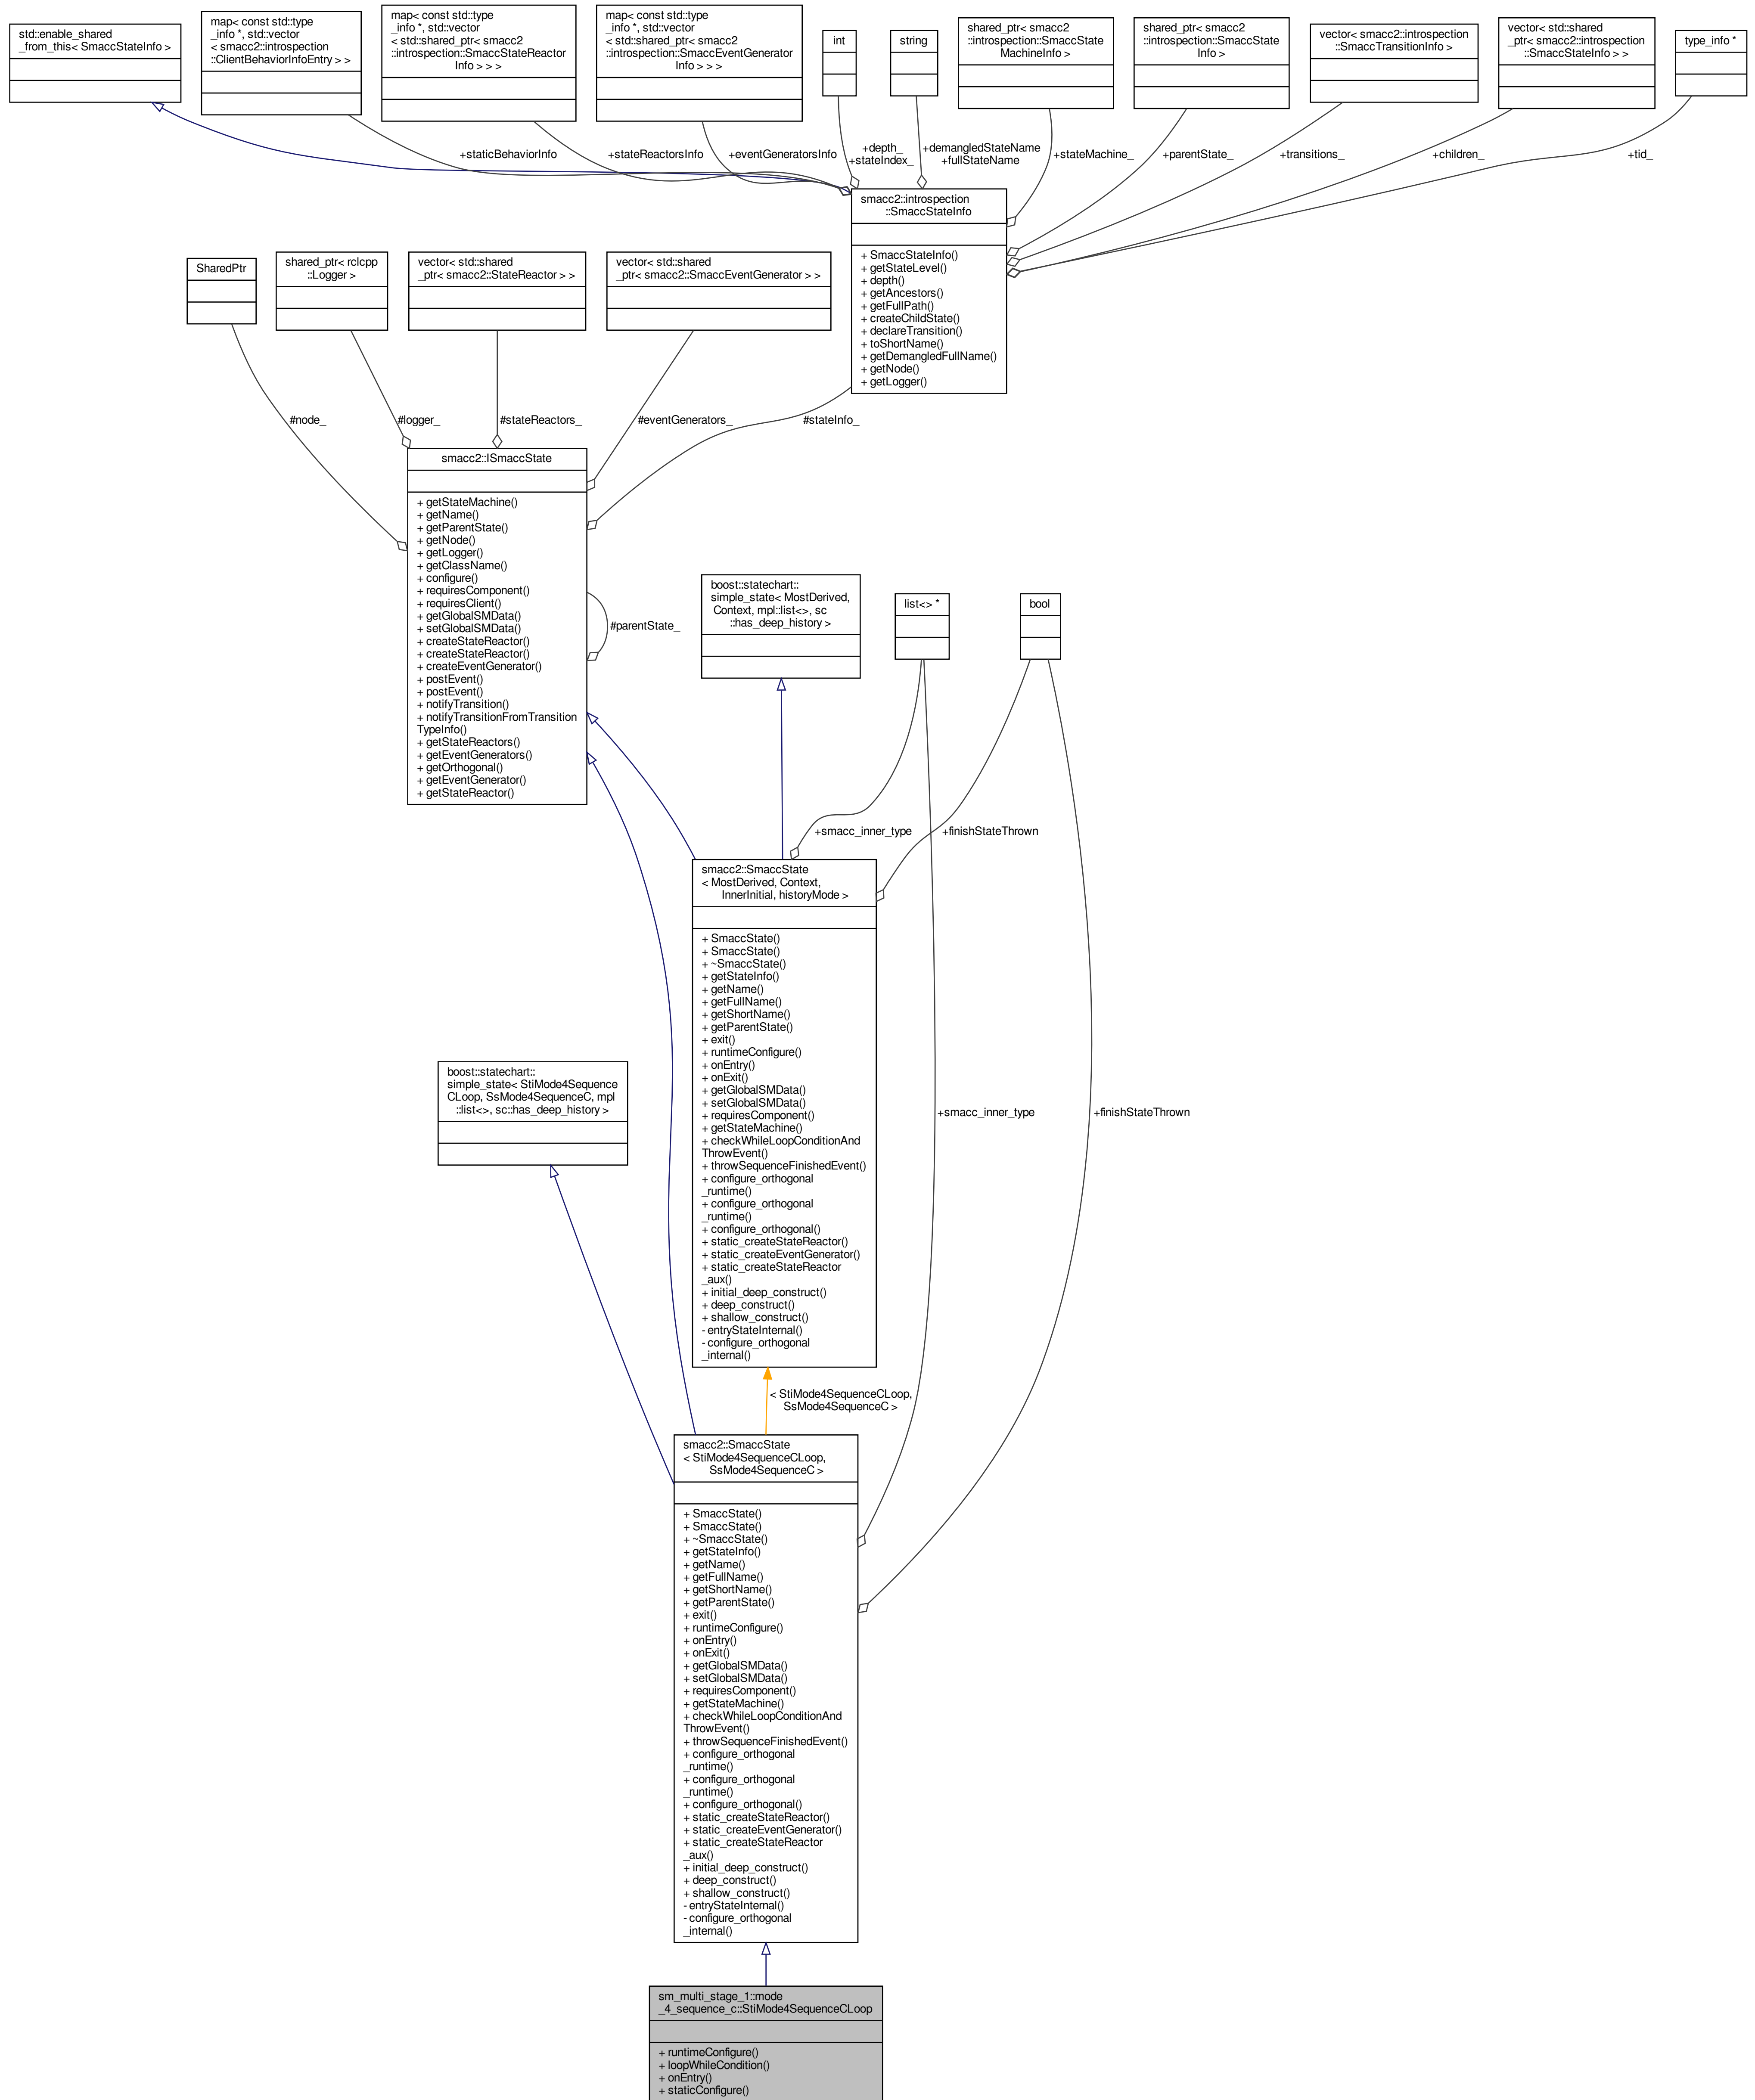 std::enable_shared
_from_this< SmaccStateInfo >
map< const std::type
_info *, std::vector
< smacc2::introspection
::ClientBehaviorInfoEntry > >
map< const std::type
_info *, std::vector
< std::shared_ptr< smacc2
::introspection::SmaccStateReactor
Info > > >
map< const std::type
_info *, std::vector
< std::shared_ptr< smacc2
::introspection::SmaccEventGenerator
Info > > >
int
string
shared_ptr< smacc2
::introspection::SmaccState
MachineInfo >
shared_ptr< smacc2
::introspection::SmaccState
Info >
vector< smacc2::introspection
::SmaccTransitionInfo >
vector< std::shared
_ptr< smacc2::introspection
::SmaccStateInfo > >
type_info *
+staticBehaviorInfo
+stateReactorsInfo
+eventGeneratorsInfo
+depth_
+stateIndex_
+demangledStateName
+fullStateName
+stateMachine_
+parentState_
+transitions_
+children_
+tid_
smacc2::introspection
::SmaccStateInfo
+ SmaccStateInfo()
+ getStateLevel()
+ depth()
+ getAncestors()
+ getFullPath()
+ createChildState()
+ declareTransition()
+ toShortName()
+ getDemangledFullName()
+ getNode()
+ getLogger()
SharedPtr
shared_ptr< rclcpp
::Logger >
vector< std::shared
_ptr< smacc2::StateReactor > >
vector< std::shared
_ptr< smacc2::SmaccEventGenerator > >
#node_
#logger_
#stateReactors_
#eventGenerators_
#stateInfo_
smacc2::ISmaccState
+ getStateMachine()
+ getName()
+ getParentState()
+ getNode()
+ getLogger()
+ getClassName()
+ configure()
+ requiresComponent()
+ requiresClient()
+ getGlobalSMData()
+ setGlobalSMData()
+ createStateReactor()
+ createStateReactor()
+ createEventGenerator()
+ postEvent()
+ postEvent()
+ notifyTransition()
+ notifyTransitionFromTransition
TypeInfo()
+ getStateReactors()
+ getEventGenerators()
+ getOrthogonal()
+ getEventGenerator()
+ getStateReactor()
#parentState_
boost::statechart::
simple_state< MostDerived,
Context, mpl::list<>, sc
::has_deep_history >
list<> *
bool
+smacc_inner_type
+finishStateThrown
smacc2::SmaccState
< MostDerived, Context,
InnerInitial, historyMode >
+ SmaccState()
+ SmaccState()
+ ~SmaccState()
+ getStateInfo()
+ getName()
+ getFullName()
+ getShortName()
+ getParentState()
+ exit()
+ runtimeConfigure()
+ onEntry()
+ onExit()
+ getGlobalSMData()
+ setGlobalSMData()
+ requiresComponent()
+ getStateMachine()
+ checkWhileLoopConditionAnd
ThrowEvent()
+ throwSequenceFinishedEvent()
+ configure_orthogonal
_runtime()
+ configure_orthogonal
_runtime()
+ configure_orthogonal()
+ static_createStateReactor()
+ static_createEventGenerator()
+ static_createStateReactor
_aux()
+ initial_deep_construct()
+ deep_construct()
+ shallow_construct()
- entryStateInternal()
- configure_orthogonal
_internal()
boost::statechart::
simple_state< StiMode4Sequence
CLoop, SsMode4SequenceC, mpl
::list<>, sc::has_deep_history >
+smacc_inner_type
+finishStateThrown
< StiMode4SequenceCLoop,
SsMode4SequenceC >
smacc2::SmaccState
< StiMode4SequenceCLoop,
SsMode4SequenceC >
+ SmaccState()
+ SmaccState()
+ ~SmaccState()
+ getStateInfo()
+ getName()
+ getFullName()
+ getShortName()
+ getParentState()
+ exit()
+ runtimeConfigure()
+ onEntry()
+ onExit()
+ getGlobalSMData()
+ setGlobalSMData()
+ requiresComponent()
+ getStateMachine()
+ checkWhileLoopConditionAnd
ThrowEvent()
+ throwSequenceFinishedEvent()
+ configure_orthogonal
_runtime()
+ configure_orthogonal
_runtime()
+ configure_orthogonal()
+ static_createStateReactor()
+ static_createEventGenerator()
+ static_createStateReactor
_aux()
+ initial_deep_construct()
+ deep_construct()
+ shallow_construct()
- entryStateInternal()
- configure_orthogonal
_internal()
sm_multi_stage_1::mode
_4_sequence_c::StiMode4SequenceCLoop
+ runtimeConfigure()
+ loopWhileCondition()
+ onEntry()
+ staticConfigure()